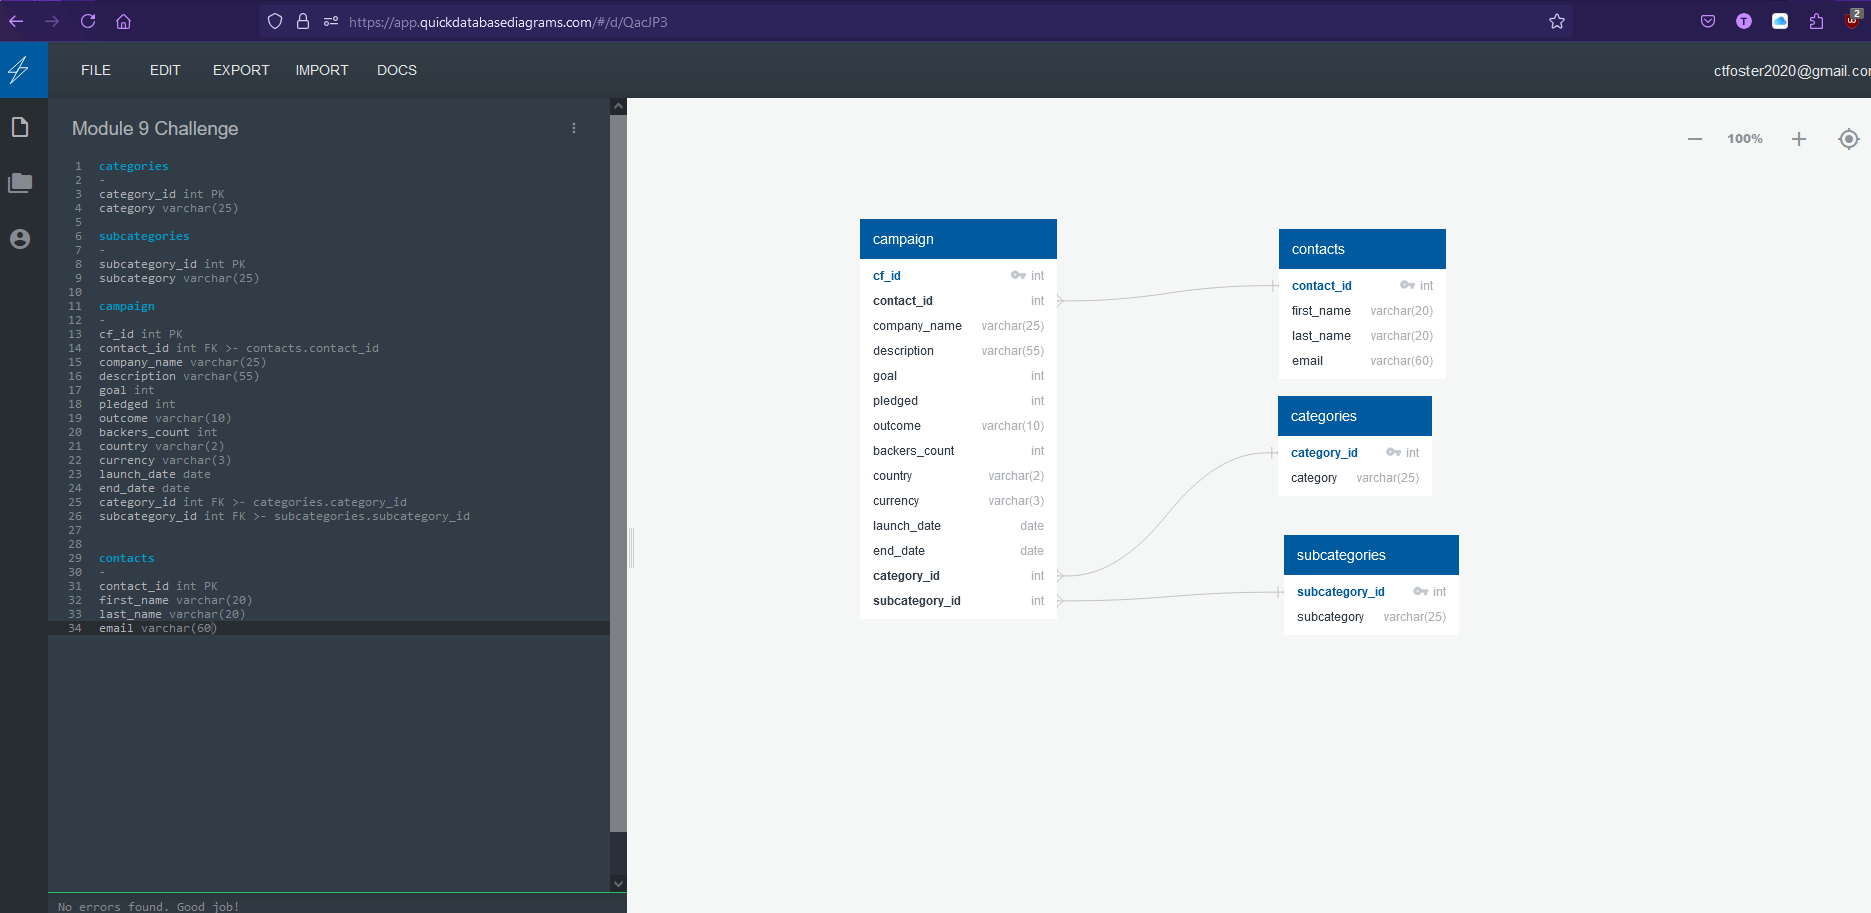 https://app.quickdatabasediagrams.com/#/d/QacJP3
T
2
FILE EDIT EXPORT IMPORT DOCS
ctfoster2020@gmail.co
Module 9 Challenge
1 categories
2 -
3 category_id int PK
4 category varchar(25)
5
6 subcategories
7 -
8 subcategory_id int PK
9 subcategory varchar(25)
10
11 campaign
12 -
13 cf_id int PK
14 contact_id int FK >- contacts.contact_id
15 company_name varchar(25)
16 description varchar(55)
17 goal int
18 pledged int
19 outcome varchar(10)
20 backers_count int
21 country varchar(2)
22 currency varchar(3)
23 launch_date date
24 end_date date
25 category_id int FK >- categories.category_id
26 subcategory_id int FK >- subcategories.subcategory_id
27
28
29 contacts
30 -
31 contact_id int PK
32 first_name varchar(20)
33 last_name varchar(20)
34 email varchar(60)
No errors found. Good job!
100%
campaign
cf_id int
contact_id int
company_name varchar(25)
description varchar(55)
goal int
pledged int
outcome varchar(10)
backers_count int
country varchar(2)
currency varchar(3)
launch_date date
end_date date
category_id int
subcategory_id int
contacts
contact_id int
first_name varchar(20)
last_name varchar(20)
email varchar(60)
categories
category_id int
category varchar(25)
subcategories
subcategory_id int
subcategory varchar(25)